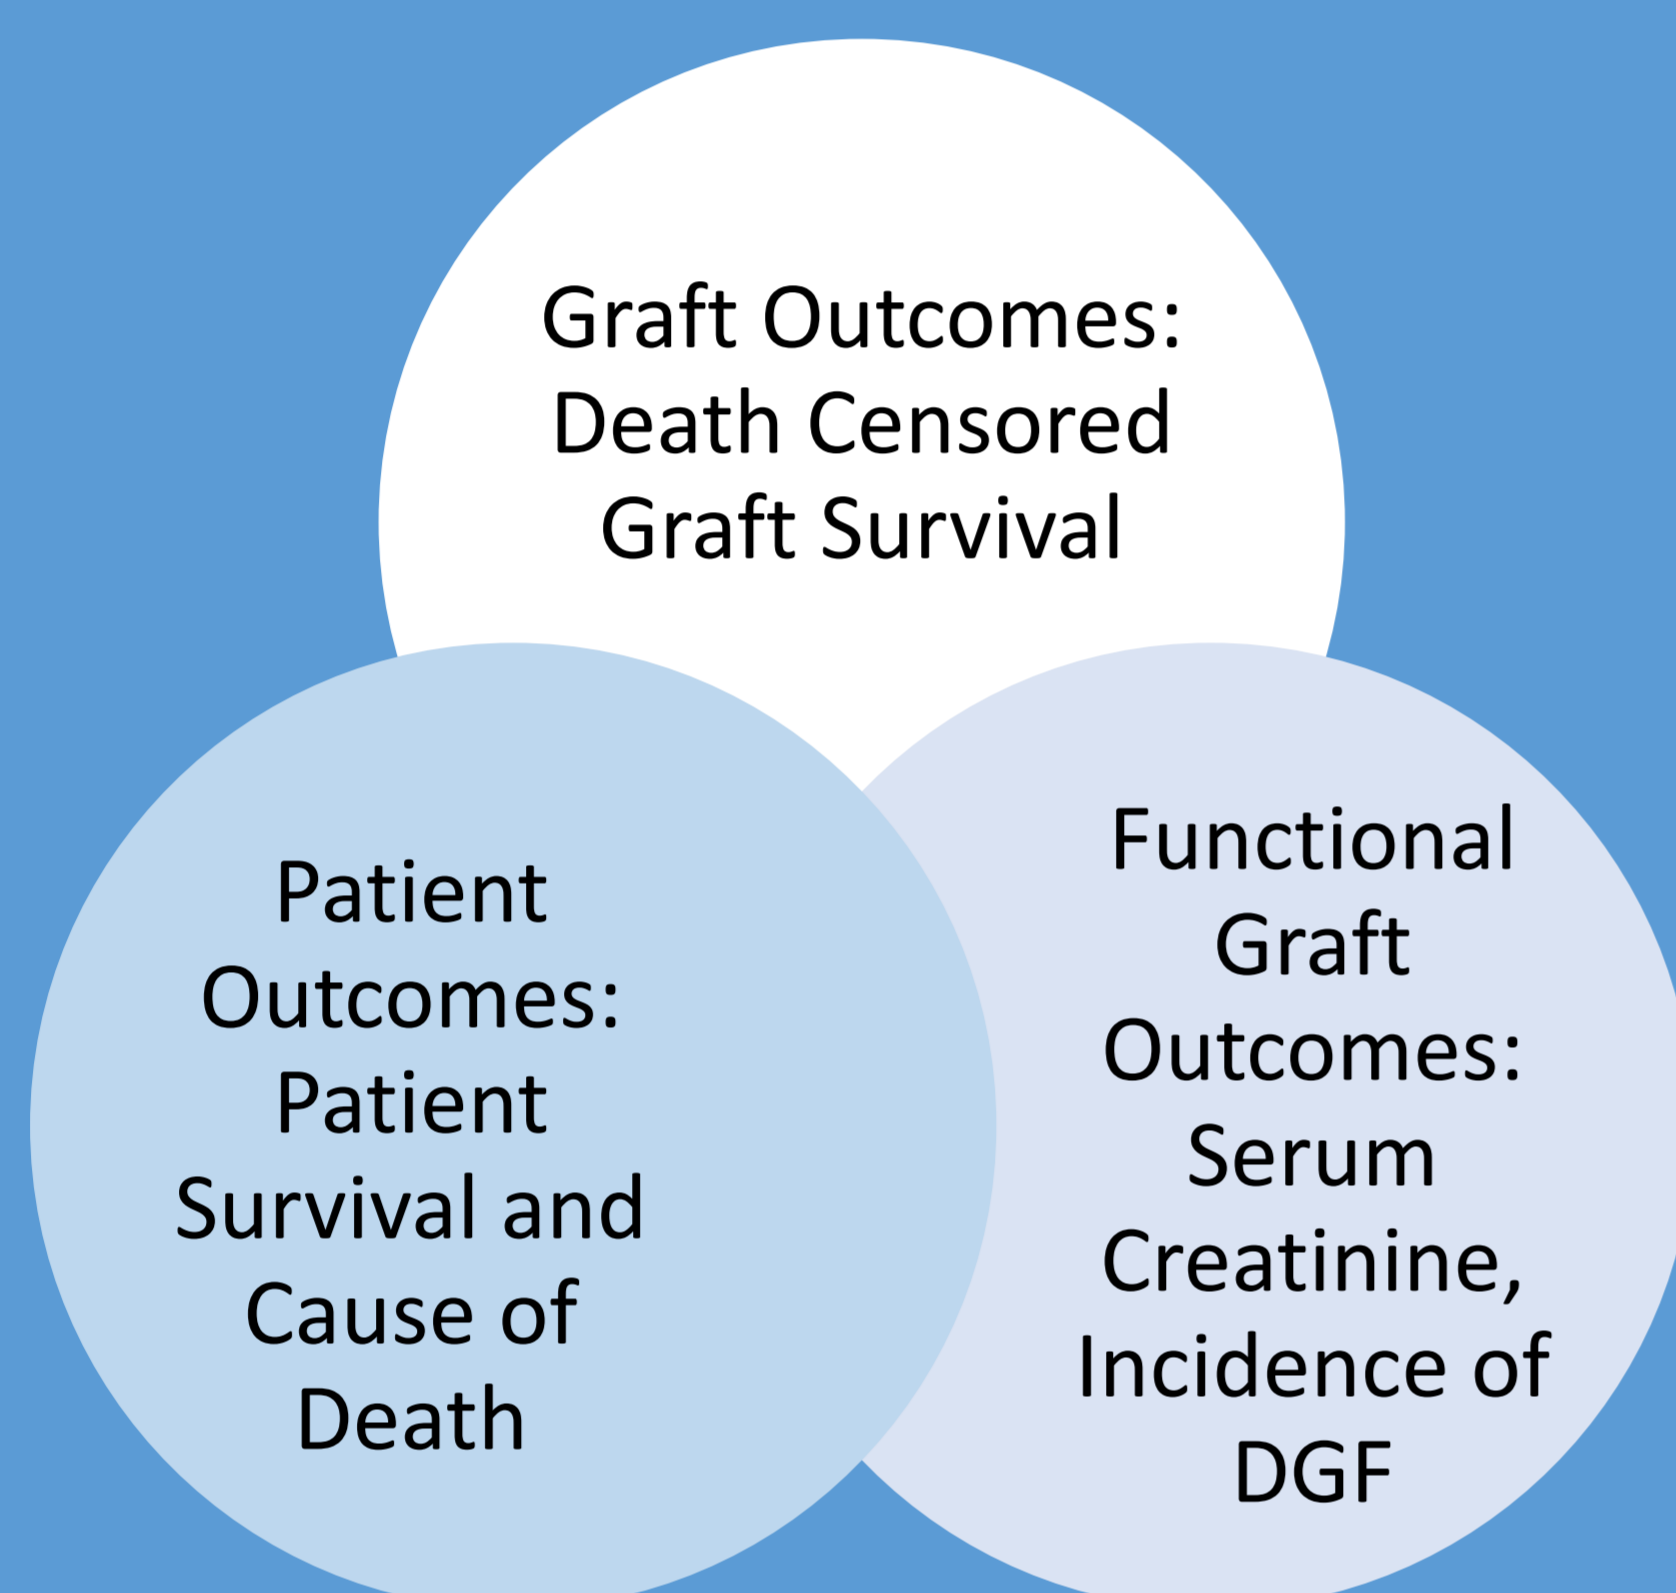 Graft Outcomes:
Death Censored
Graft Survival
Patient
Outcomes:
Patient
Survival and
Cause of
Death
Functional
Graft
Outcomes:
Serum
Creatinine,
Incidence of
DGF